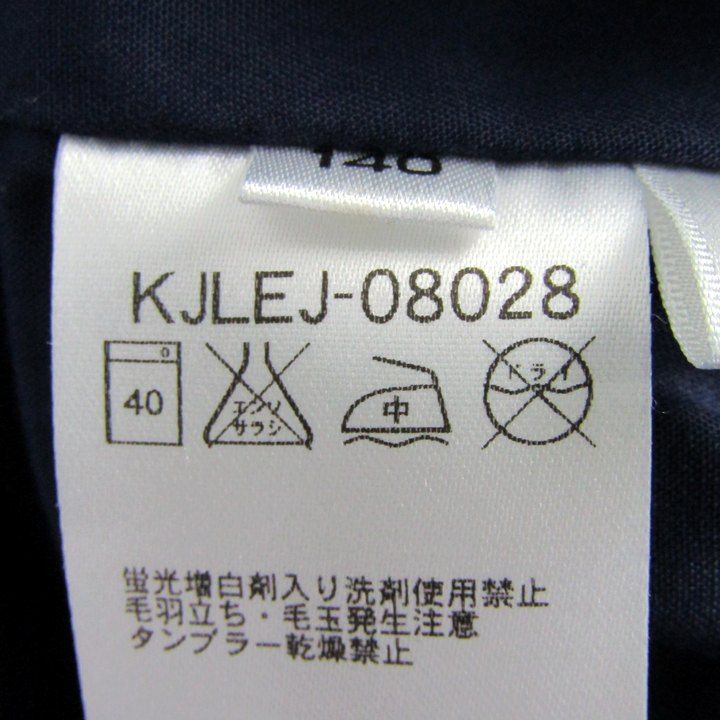 140
KJLEJ-08028
40 エンソ サラシ 中 ドライ
蛍光増白剤入り洗剤使用禁止
毛羽立ち・毛玉発生注意
タンブラー乾燥禁止